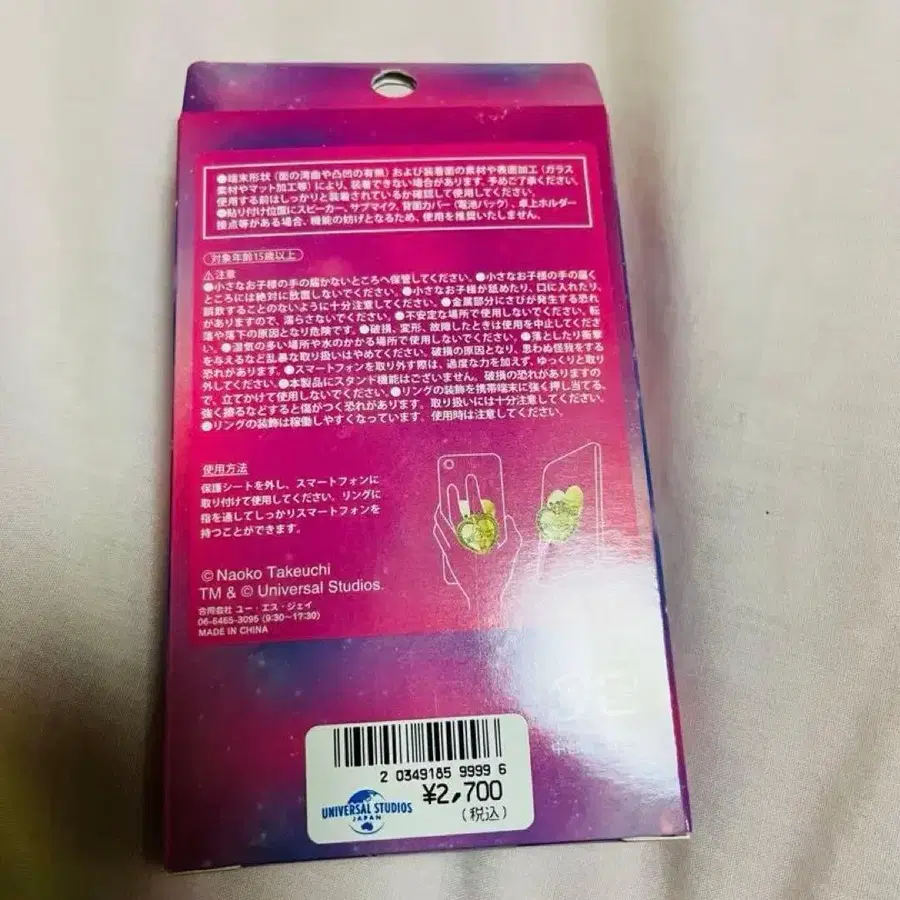 ●端末形状（面の湾曲や凸凹の有無）および装着面の素材や表面加工（ガラス
素材やマット加工等）により、装着できない場合があります。予めご了承ください。
使用する前はしっかりと装着されているか確認して使用してください。
●貼り付け位置にスピーカー、サブマイク、背面カバー（電池パック）、卓上ホルダー
接点等がある場合、機能の妨げとなるため、使用を推奨いたしません。
対象年齢15歳以上
⚠注意
●小さなお子様の手の届かないところへ保管してください。●小さなお子様の手の届く
ところには絶対に放置しないでください。●小さなお子様が舐めたり、口に入れたり、
誤飲することのないように十分注意してください。●金属部分にさびが発生する恐れ
がありますので、濡らさないでください。●不安定な場所で使用しないでください。転
倒や落下の原因となり危険です。●破損、変形、故障したときは使用を中止してくださ
い。●湿気の多い場所や水のかかる場所で使用しないでください。●落としたり衝撃
を与えるなど乱暴な取り扱いはやめてください。破損の原因となり、思わぬ怪我をする
恐れがあります。●スマートフォンを取り外す際は、過度な力を加えず、ゆっくりと取り
外してください。●本製品にスタンド機能はございません。破損の恐れがありますの
で、立てかけて使用しないでください。●リングの装飾を携帯端末に強く押し当てる、
強く擦るなどすると傷がつく恐れがあります。取り扱いには十分注意してください。
●リングの装飾は稼働しやすくなっています。使用時は注意してください。
使用方法
保護シートを外し、スマートフォンに
取り付けて使用してください。リングに
指を通してしっかりスマートフォンを
持つことができます。
© Naoko Takeuchi
TM & © Universal Studios.
合同会社 ユー・エス・ジェイ
06-6465-3095（9:30〜17:30）
MADE IN CHINA
2 0349185 9999 6
¥2,700
（税込）
UNIVERSAL STUDIOS
JAPAN